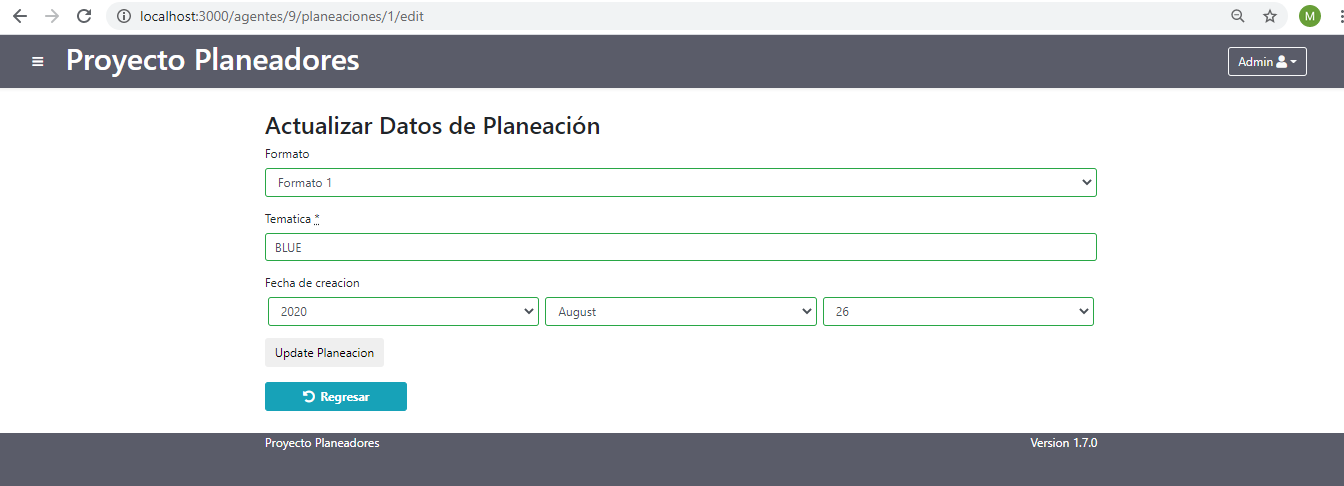 localhost:3000/agentes/9/planeaciones/1/edit
M
Proyecto Planeadores
Admin
Actualizar Datos de Planeación
Formato
Formato 1
Tematica *
BLUE
Fecha de creacion
2020 August 26
Update Planeacion
Regresar
Proyecto Planeadores Version 1.7.0